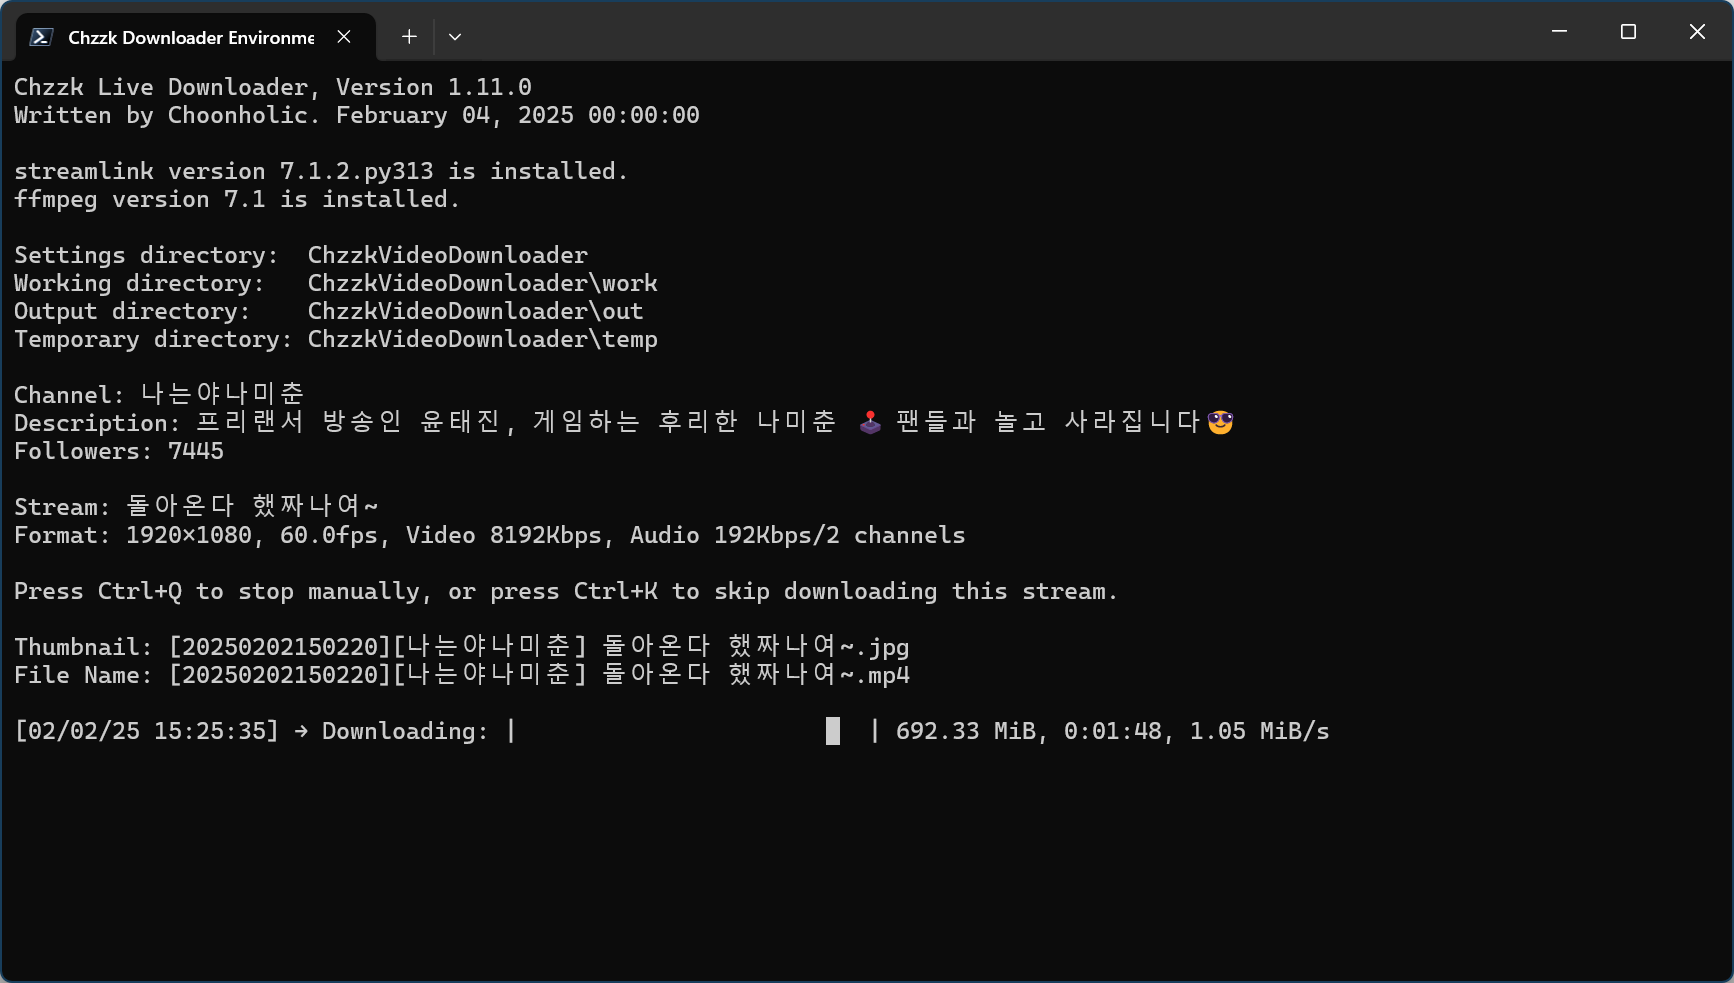 Chzzk Downloader Environme
Chzzk Live Downloader, Version 1.11.0
Written by Choonholic. February 04, 2025 00:00:00
streamlink version 7.1.2.py313 is installed.
ffmpeg version 7.1 is installed.
Settings directory:  ChzzkVideoDownloader
Working directory:   ChzzkVideoDownloader\work
Output directory:    ChzzkVideoDownloader\out
Temporary directory: ChzzkVideoDownloader\temp
Channel: 나는야나미춘
Description: 프리랜서 방송인 윤태진, 게임하는 후리한 나미춘 🕹️ 팬들과 놀고 사라집니다😎
Followers: 7445
Stream: 돌아온다 했짜나여~
Format: 1920×1080, 60.0fps, Video 8192Kbps, Audio 192Kbps/2 channels
Press Ctrl+Q to stop manually, or press Ctrl+K to skip downloading this stream.
Thumbnail: [20250202150220][나는야나미춘] 돌아온다 했짜나여~.jpg
File Name: [20250202150220][나는야나미춘] 돌아온다 했짜나여~.mp4
[02/02/25 15:25:35] → Downloading: |                      █  | 692.33 MiB, 0:01:48, 1.05 MiB/s